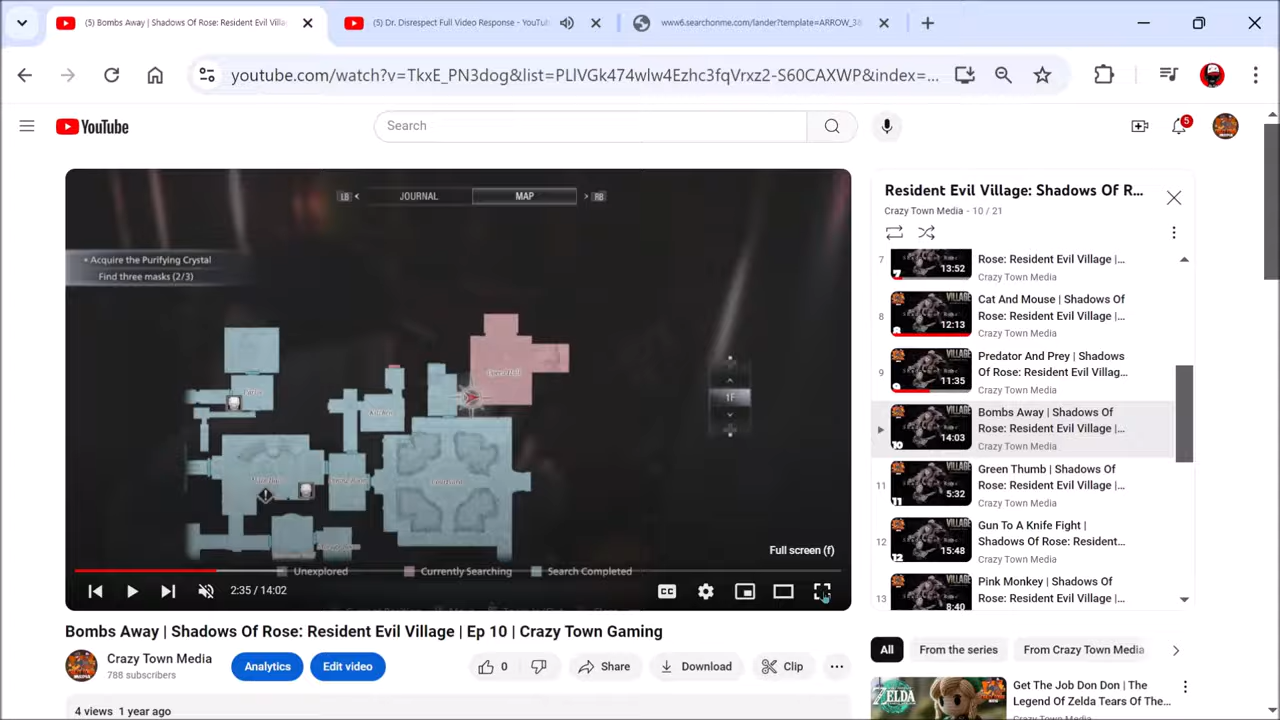 (5) Bombs Away | Shadows Of Rose: Resident Evil Villa
(5) Dr. Disrespect Full Video Response - YouTub
www6.searchonme.com/lander?template=ARROW_3
youtube.com/watch?v=TkxE_PN3dog&list=PLlVGk474wlw4Ezhc3fqVrxz2-S60CAXWP&index=...
YouTube
Search
5
LB
JOURNAL
MAP
RB
Acquire the Purifying Crystal
Find three masks (2/3)
Opera Hall
1F
Unexplored
Currently Searching
Search Completed
Full screen (f)
2:35 / 14:02
CC
Resident Evil Village: Shadows Of R...
Crazy Town Media - 10 / 21
7
Rose: Resident Evil Village |...
13:52
Crazy Town Media
8
Cat And Mouse | Shadows Of
Rose: Resident Evil Village |...
12:13
Crazy Town Media
9
Predator And Prey | Shadows
Of Rose: Resident Evil Villag...
11:35
Crazy Town Media
Bombs Away | Shadows Of
Rose: Resident Evil Village |...
14:03
Crazy Town Media
11
Green Thumb | Shadows Of
Rose: Resident Evil Village |...
5:32
Crazy Town Media
12
Gun To A Knife Fight |
Shadows Of Rose: Resident...
15:48
Crazy Town Media
13
Pink Monkey | Shadows Of
Rose: Resident Evil Village |...
8:40
Bombs Away | Shadows Of Rose: Resident Evil Village | Ep 10 | Crazy Town Gaming
Crazy Town Media
788 subscribers
Analytics
Edit video
0
Share
Download
Clip
4 views 1 year ago
All
From the series
From Crazy Town Media
Get The Job Don Don | The
Legend Of Zelda Tears Of The...
ZELDA